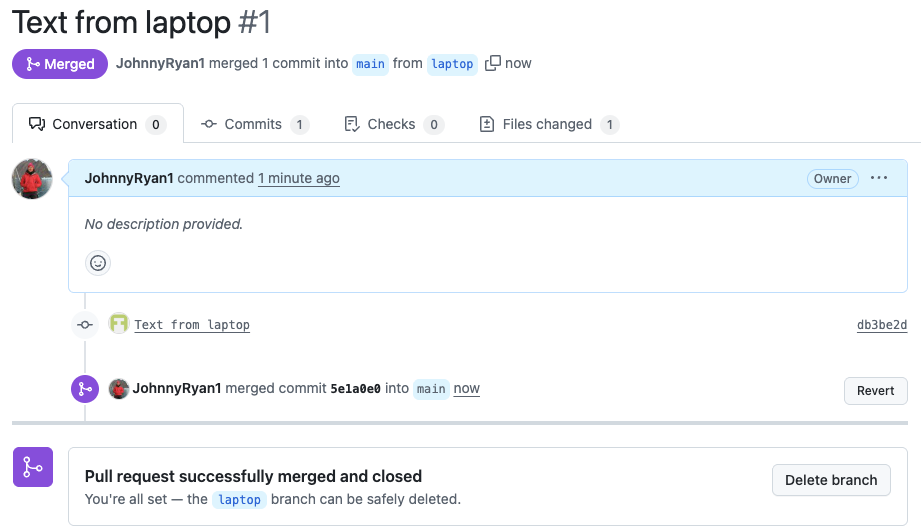 Text from laptop #1
Merged JohnnyRyan1 merged 1 commit into main from laptop now
Conversation 0 Commits 1 Checks 0 Files changed 1
JohnnyRyan1 commented 1 minute ago Owner ...
No description provided.
Text from laptop db3be2d
JohnnyRyan1 merged commit 5e1a0e0 into main now Revert
Pull request successfully merged and closed
You're all set — the laptop branch can be safely deleted.
Delete branch